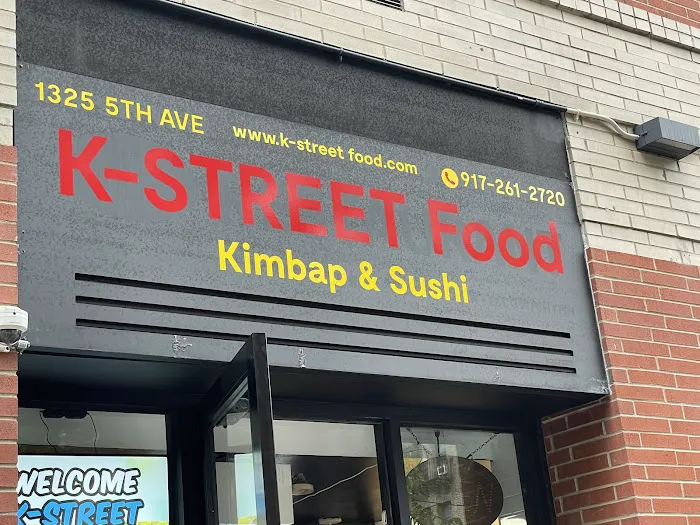 1325 5TH AVE
www.k-street food.com
917-261-2720
K-STREET Food
Kimbap & Sushi
WELCOME
K-STREET